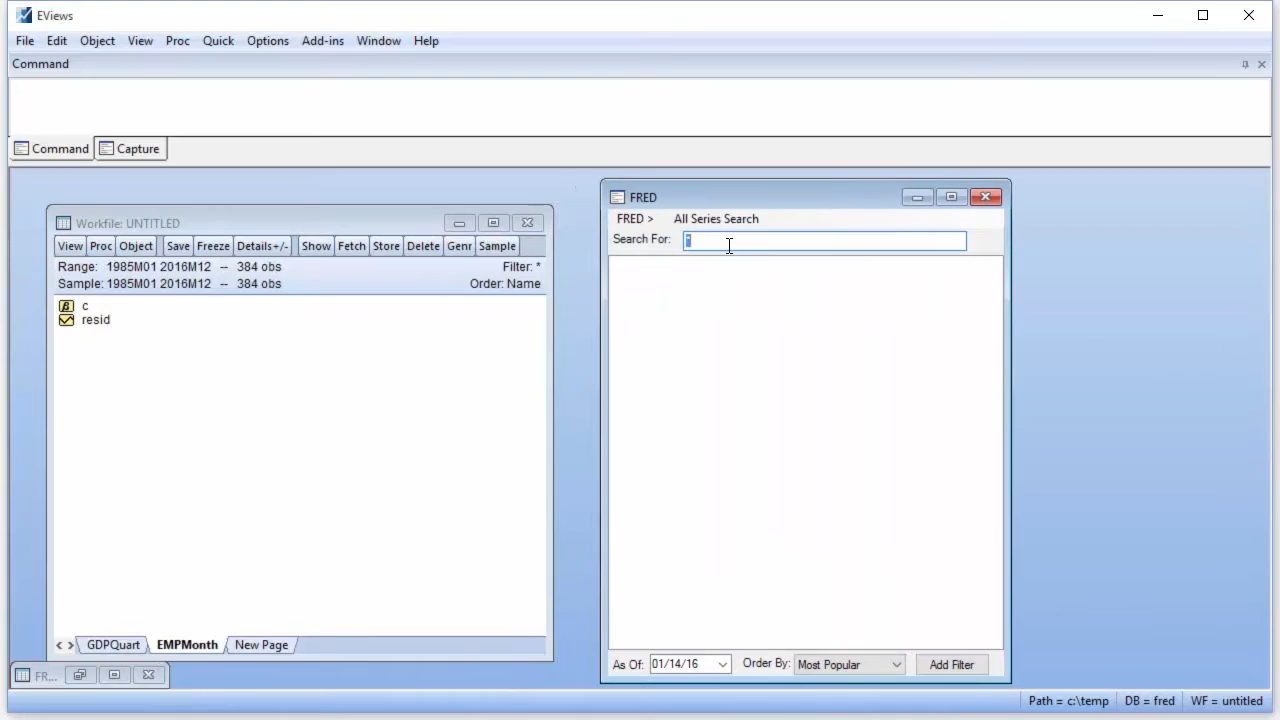 EViews
File Edit Object View Proc Quick Options Add-ins Window Help
Command
Command Capture
Workfile: UNTITLED
View Proc Object Save Freeze Details+/- Show Fetch Store Delete Genr Sample
Range: 1985M01 2016M12 -- 384 obs Filter: *
Sample: 1985M01 2016M12 -- 384 obs Order: Name
c
resid
GDPQuart EMPMonth New Page
FR...
FRED
FRED > All Series Search
Search For: *
As Of: 01/14/16 Order By: Most Popular Add Filter
Path = c:\temp DB = fred WF = untitled